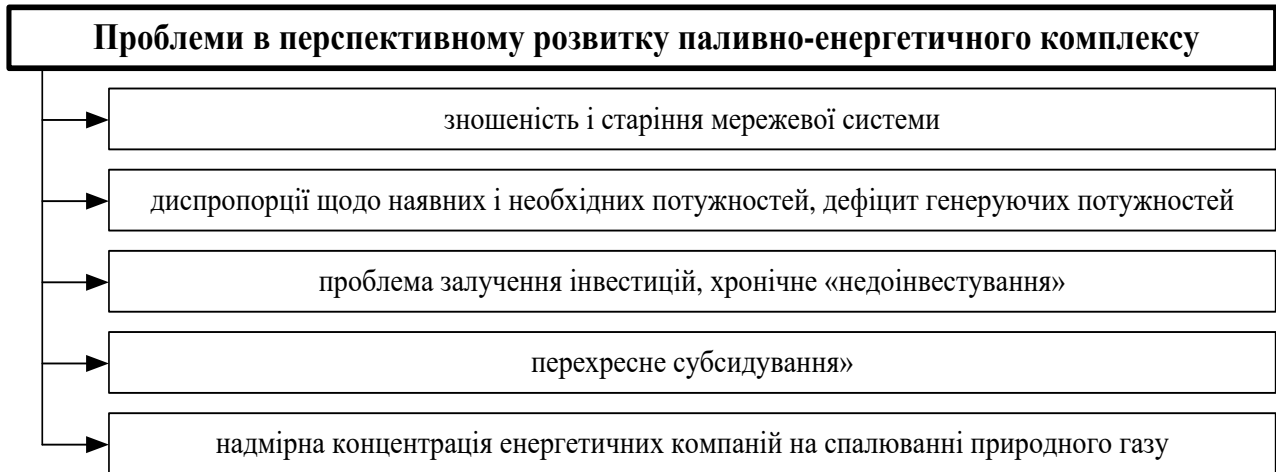 Проблеми в перспективному розвитку паливно-енергетичного комплексу
зношеність і старіння мережевої системи
диспропорції щодо наявних і необхідних потужностей, дефіцит генеруючих потужностей
проблема залучення інвестицій, хронічне «недоінвестування»
перехресне субсидування»
надмірна концентрація енергетичних компаній на спалюванні природного газу